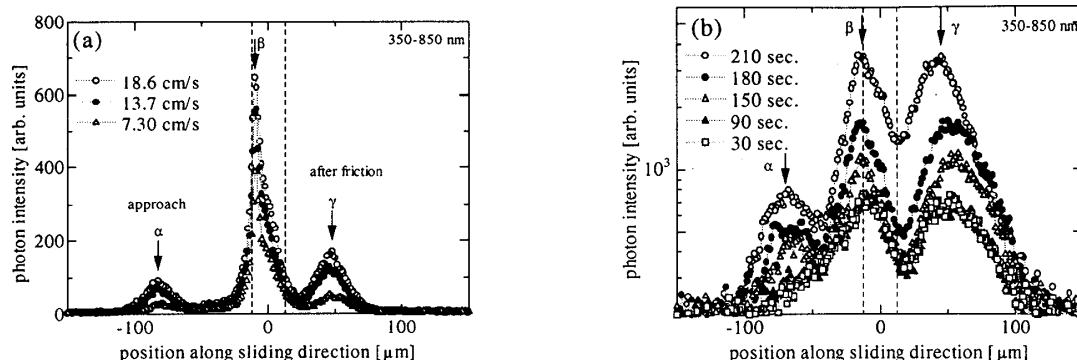 (a)
350-850 nm
photon intensity [arb. units]
800
600
400
200
0
β
18.6 cm/s
13.7 cm/s
7.30 cm/s
approach
α
after friction
γ
-100
0
100
position along sliding direction [μm]
(b)
350-850 nm
photon intensity [arb. units]
10³
β
γ
210 sec.
180 sec.
150 sec.
90 sec.
30 sec.
α
-100
0
100
position along sliding direction [μm]